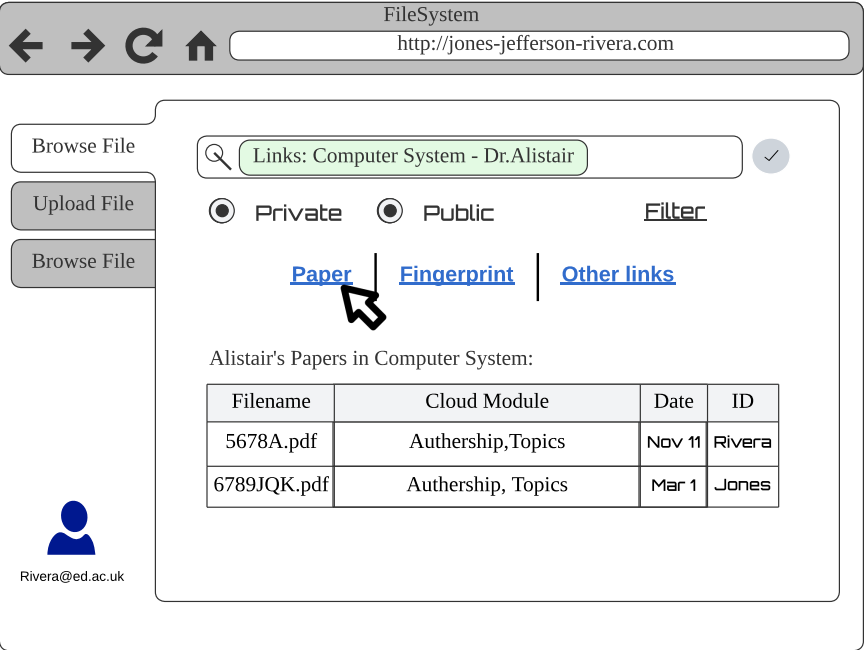 FileSystem
http://jones-jefferson-rivera.com
Browse File
Upload File
Browse File
Links: Computer System - Dr.Alistair
Private Public Filter
Paper Fingerprint Other links
Alistair's Papers in Computer System:
Filename Cloud Module Date ID
5678A.pdf Authership,Topics Nov 11 Rivera
6789JQK.pdf Authership, Topics Mar 1 Jones
Rivera@ed.ac.uk